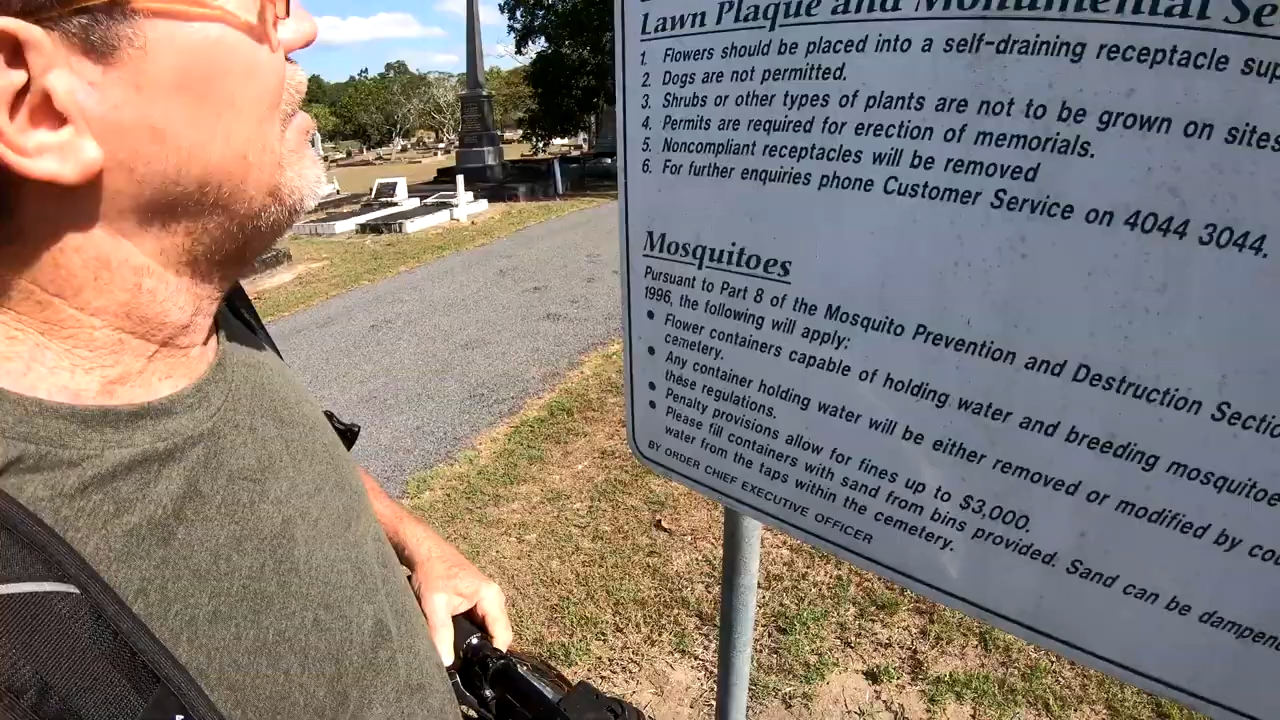 Lawn Plaque and Monumental Se
1. Flowers should be placed into a self-draining receptacle sup
2. Dogs are not permitted.
3. Shrubs or other types of plants are not to be grown on sites
4. Permits are required for erection of memorials.
5. Noncompliant receptacles will be removed
6. For further enquiries phone Customer Service on 4044 3044.
Mosquitoes
Pursuant to Part 8 of the Mosquito Prevention and Destruction Sectio
1996, the following will apply:
• Flower containers capable of holding water and breeding mosquitoe
cemetery.
• Any container holding water will be either removed or modified by cou
these regulations.
• Penalty provisions allow for fines up to $3,000.
• Please fill containers with sand from bins provided. Sand can be dampen
water from the taps within the cemetery.
BY ORDER CHIEF EXECUTIVE OFFICER